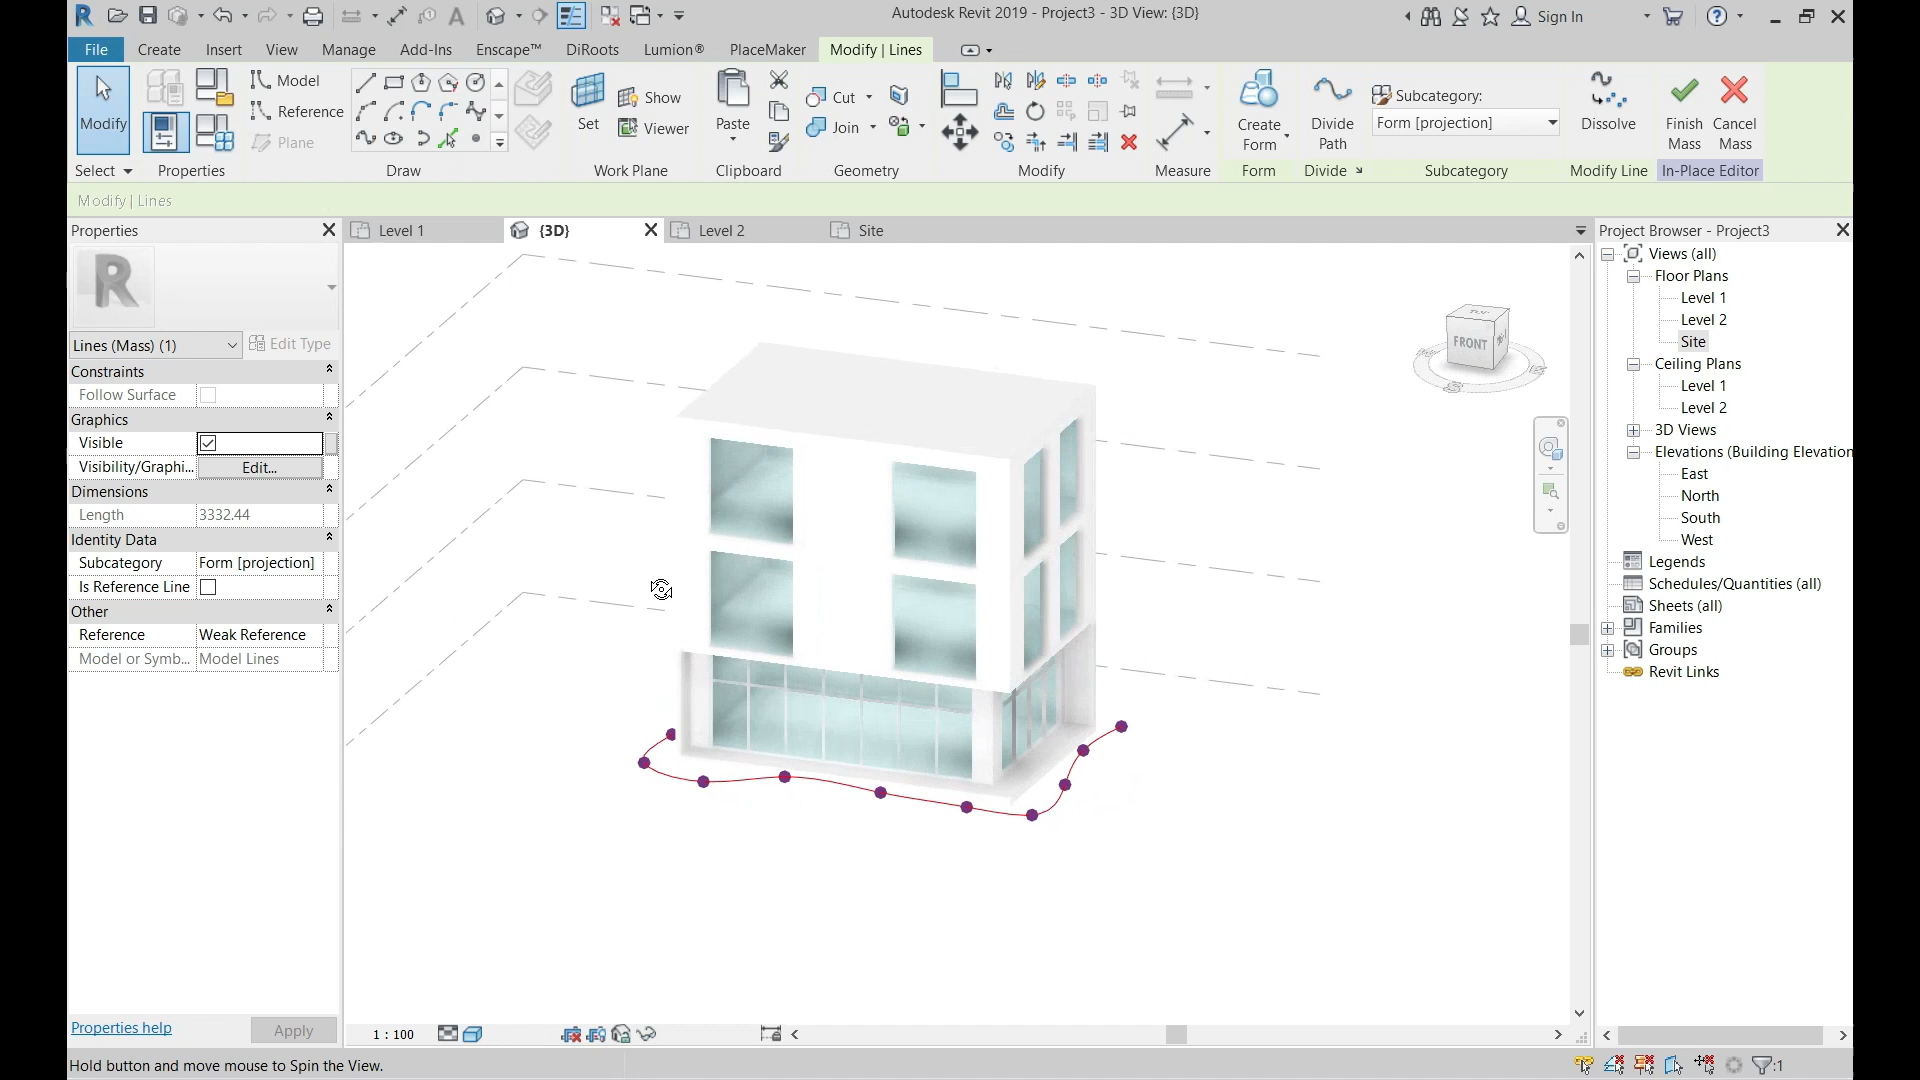 Autodesk Revit 2019 - Project3 - 3D View: {3D}
Sign In
File Create Insert View Manage Add-Ins Enscape™ DiRoots Lumion® PlaceMaker Modify | Lines
Modify
Model
Reference
Plane
Set
Show
Viewer
Paste
Cut
Join
Create
Form
Divide
Path
Subcategory:
Form [projection]
Dissolve
Finish
Mass
Cancel
Mass
Select Properties Draw Work Plane Clipboard Geometry Modify Measure Form Divide Subcategory Modify Line In-Place Editor
Modify | Lines
Properties
Level 1 {3D} Level 2 Site
Project Browser - Project3
R
Lines (Mass) (1) Edit Type
Constraints
Follow Surface
Graphics
Visible
Visibility/Graphi... Edit...
Dimensions
Length 3332.44
Identity Data
Subcategory Form [projection]
Is Reference Line
Other
Reference Weak Reference
Model or Symb... Model Lines
Properties help Apply
TOP
FRONT
Views (all)
Floor Plans
Level 1
Level 2
Site
Ceiling Plans
Level 1
Level 2
3D Views
Elevations (Building Elevation
East
North
South
West
Legends
Schedules/Quantities (all)
Sheets (all)
Families
Groups
Revit Links
1 : 100
Hold button and move mouse to Spin the View.
:1